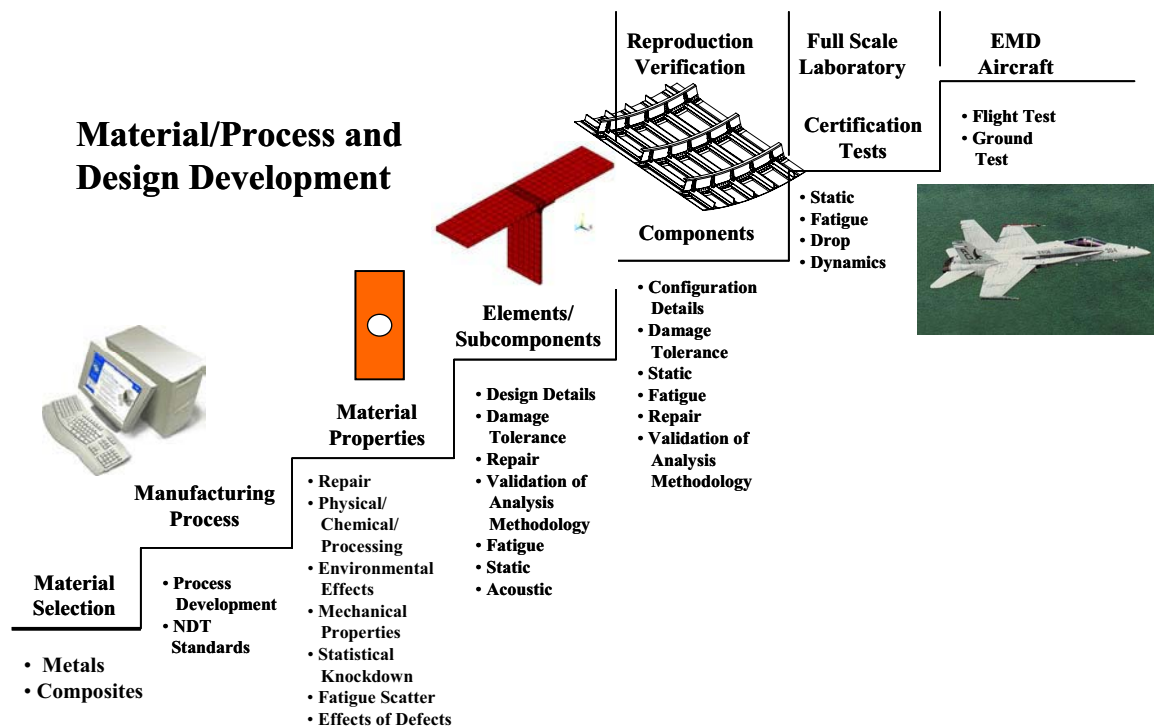 Material/Process and
Design Development
Material
Selection
• Metals
• Composites
Manufacturing
Process
• Process
Development
• NDT
Standards
Material
Properties
• Repair
• Physical/
Chemical/
Processing
• Environmental
Effects
• Mechanical
Properties
• Statistical
Knockdown
• Fatigue Scatter
• Effects of Defects
Elements/
Subcomponents
• Design Details
• Damage
Tolerance
• Repair
• Validation of
Analysis
Methodology
• Fatigue
• Static
• Acoustic
Reproduction
Verification
Components
• Configuration
Details
• Damage
Tolerance
• Static
• Fatigue
• Repair
• Validation of
Analysis
Methodology
Full Scale
Laboratory
Certification
Tests
• Static
• Fatigue
• Drop
• Dynamics
EMD
Aircraft
• Flight Test
• Ground
Test